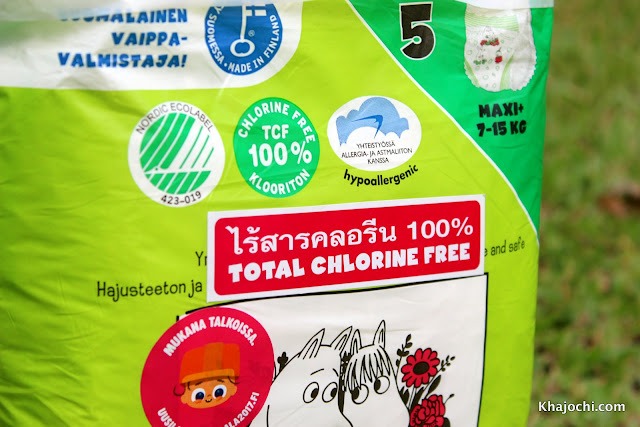 SUOMALAINEN
VAIPPA-
VALMISTAJA!
SUOMESSA • MADE IN FINLAND
5
MAXI+
7-15 KG
NORDIC ECOLABEL
423-019
CHLORINE FREE
TCF
100%
KLOORITON
YHTEISTYÖSSÄ
ALLERGIA- JA ASTMALIITON
KANSSA
hypoallergenic
ไร้สารคลอรีน 100%
TOTAL CHLORINE FREE
and safe
Hajusteeton ja
MUKANA TALKOISSA.
2017.FI
Khajochi.com